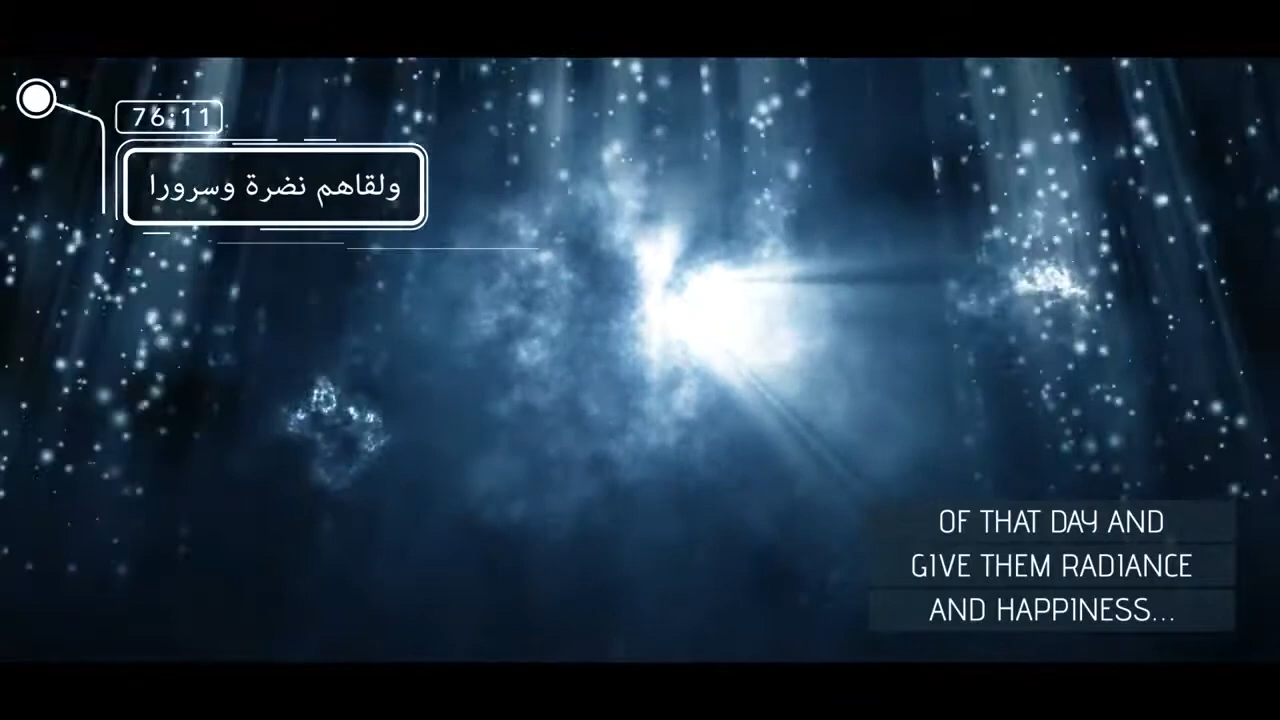 76:11
ولقاهم نضرة وسرورا
OF THAT DAY AND
GIVE THEM RADIANCE
AND HAPPINESS...